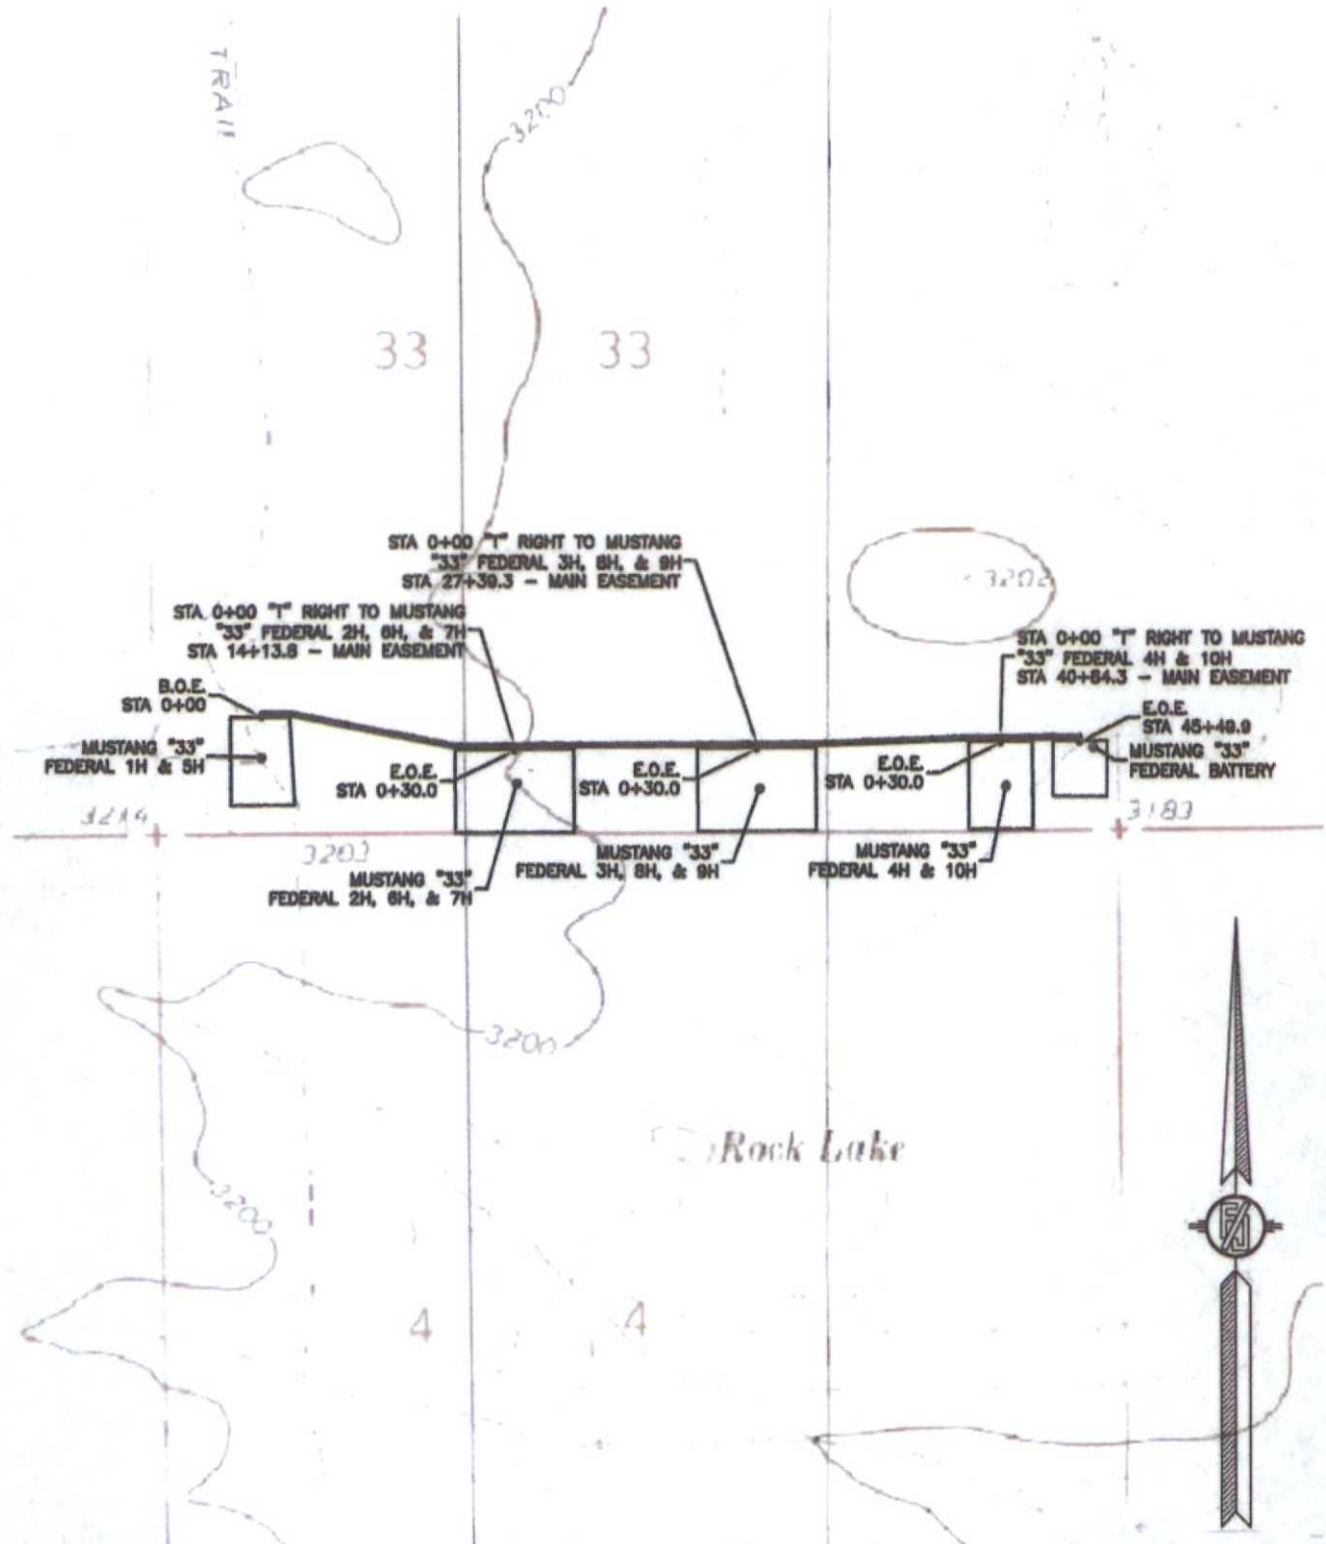 TRAIL
3200
33
33
STA 0+00 "T" RIGHT TO MUSTANG
"33" FEDERAL 3H, 8H, & 9H
STA 27+39.3 – MAIN EASEMENT
3202
STA 0+00 "T" RIGHT TO MUSTANG
"33" FEDERAL 2H, 6H, & 7H
STA 14+13.8 – MAIN EASEMENT
STA 0+00 "T" RIGHT TO MUSTANG
"33" FEDERAL 4H & 10H
STA 40+84.3 – MAIN EASEMENT
B.O.E.
STA 0+00
E.O.E.
STA 45+49.9
MUSTANG "33"
FEDERAL 1H & 5H
E.O.E.
STA 0+30.0
E.O.E.
STA 0+30.0
E.O.E.
STA 0+30.0
MUSTANG "33"
FEDERAL BATTERY
3214
3203
3183
MUSTANG "33"
FEDERAL 2H, 6H, & 7H
MUSTANG "33"
FEDERAL 3H, 8H, & 9H
MUSTANG "33"
FEDERAL 4H & 10H
3200
Rock Lake
3200
4
4